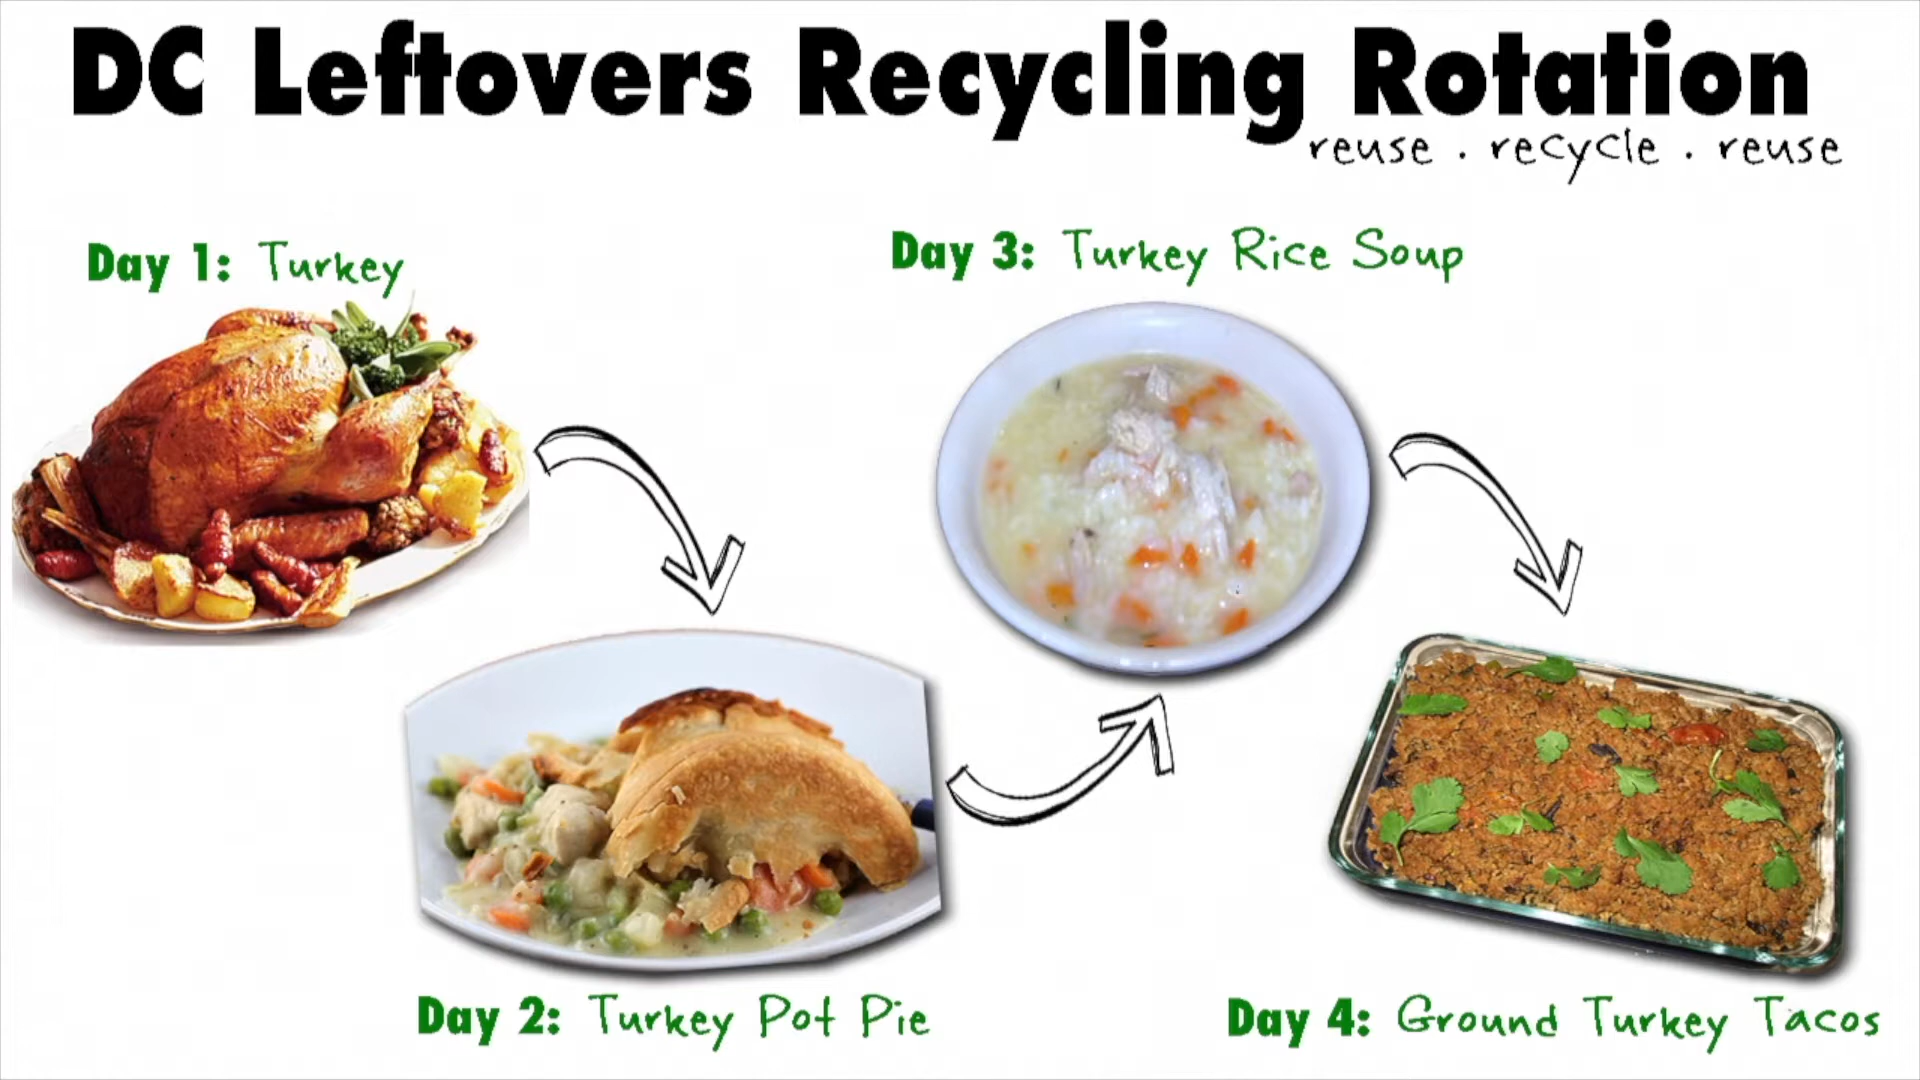 DC Leftovers Recycling Rotation
reuse . recycle . reuse
Day 1: Turkey
Day 2: Turkey Pot Pie
Day 3: Turkey Rice Soup
Day 4: Ground Turkey Tacos